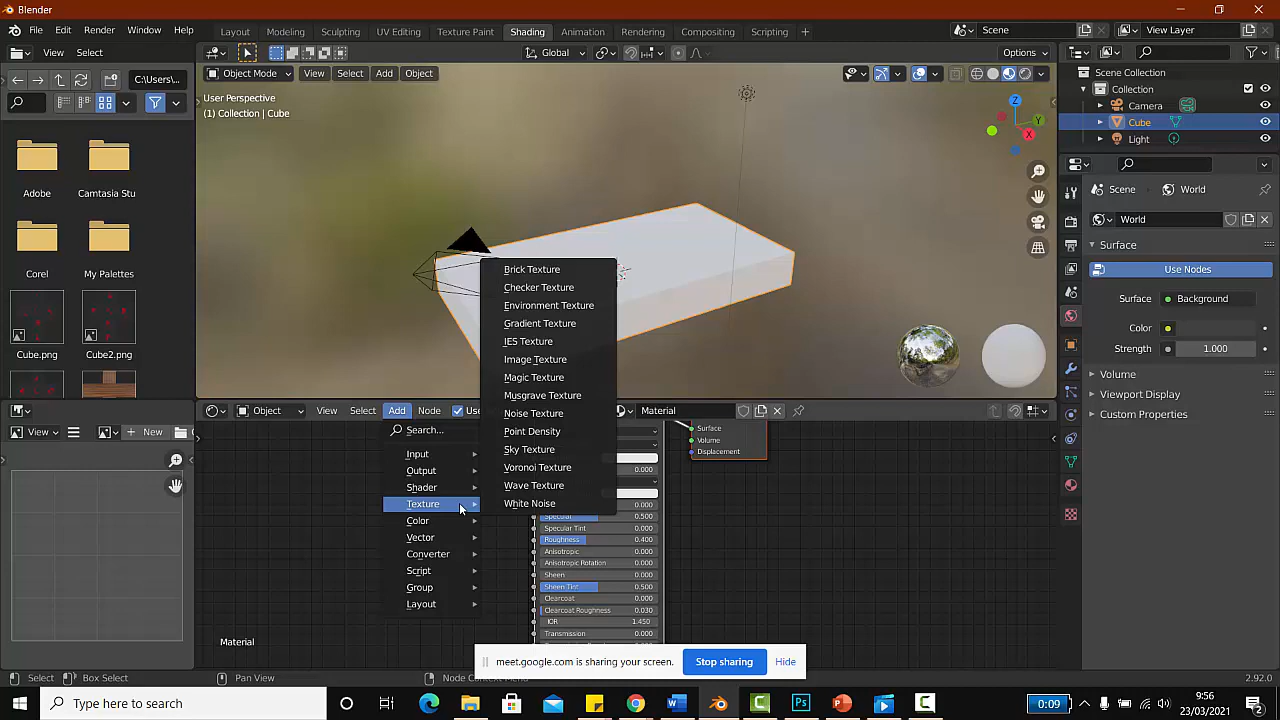 Blender
File Edit Render Window Help
Layout Modeling Sculpting UV Editing Texture Paint Shading Animation Rendering Compositing Scripting +
Scene
View Layer
View Select
Global
Options
C:\Users\...
Object Mode View Select Add Object
User Perspective
(1) Collection | Cube
Z
Y
X
Scene Collection
Collection
Camera
Cube
Light
Adobe
Camtasia Stu
Corel
My Palettes
Cube.png
Cube2.png
Scene
World
World
Surface
Use Nodes
Surface: Background
Color
Strength 1.000
Volume
Viewport Display
Custom Properties
View
New
Object View Select Add Node
Material
Search...
Input
Output
Shader
Texture
Color
Vector
Converter
Script
Group
Layout
Brick Texture
Checker Texture
Environment Texture
Gradient Texture
IES Texture
Image Texture
Magic Texture
Musgrave Texture
Noise Texture
Point Density
Sky Texture
Voronoi Texture
Wave Texture
White Noise
Surface
Volume
Displacement
0.000
0.000
Specular 0.500
Specular Tint 0.000
Roughness 0.400
Anisotropic 0.000
Anisotropic Rotation 0.000
Sheen 0.000
Sheen Tint 0.500
Clearcoat 0.000
Clearcoat Roughness 0.030
IOR 1.450
Transmission 0.000
Material
meet.google.com is sharing your screen. Stop sharing Hide
Select Box Select Pan View Node Context Menu
2.92.0
Type here to search
0:09
9:56
23/03/2021